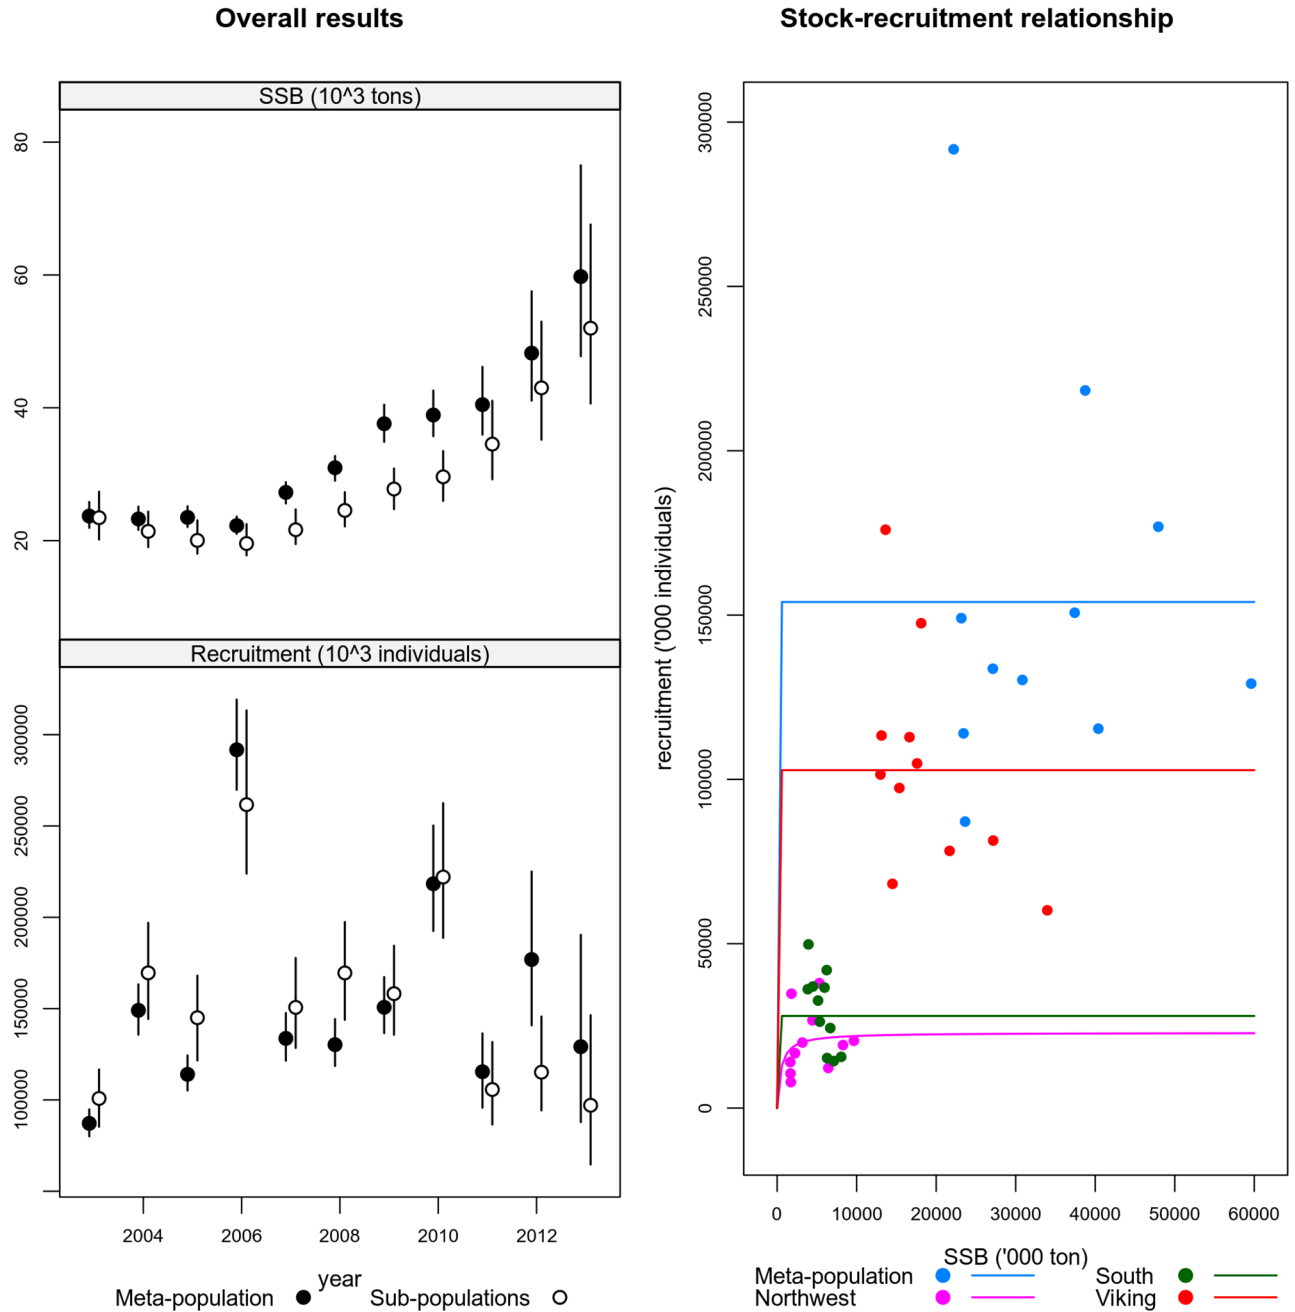 Overall results
SSB (10^3 tons)
80
60
40
20
Recruitment (10^3 individuals)
300000
250000
200000
150000
100000
2004 2006 2008 2010 2012
year
Meta-population Sub-populations
Stock-recruitment relationship
recruitment ('000 individuals)
300000
250000
200000
150000
100000
50000
0
0 10000 20000 30000 40000 50000 60000
SSB ('000 ton)
Meta-population South
Northwest Viking